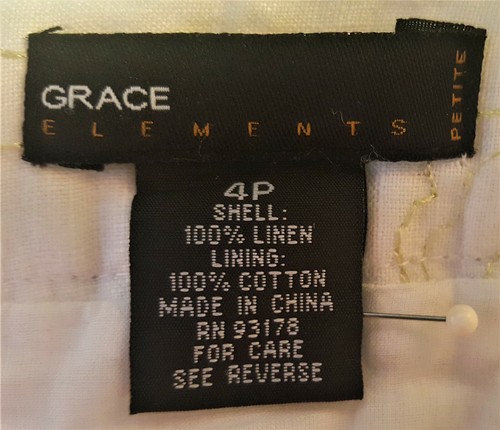 GRACE
ELEMENTS
PETITE
4P
SHELL:
100% LINEN
LINING:
100% COTTON
MADE IN CHINA
RN 93178
FOR CARE
SEE REVERSE